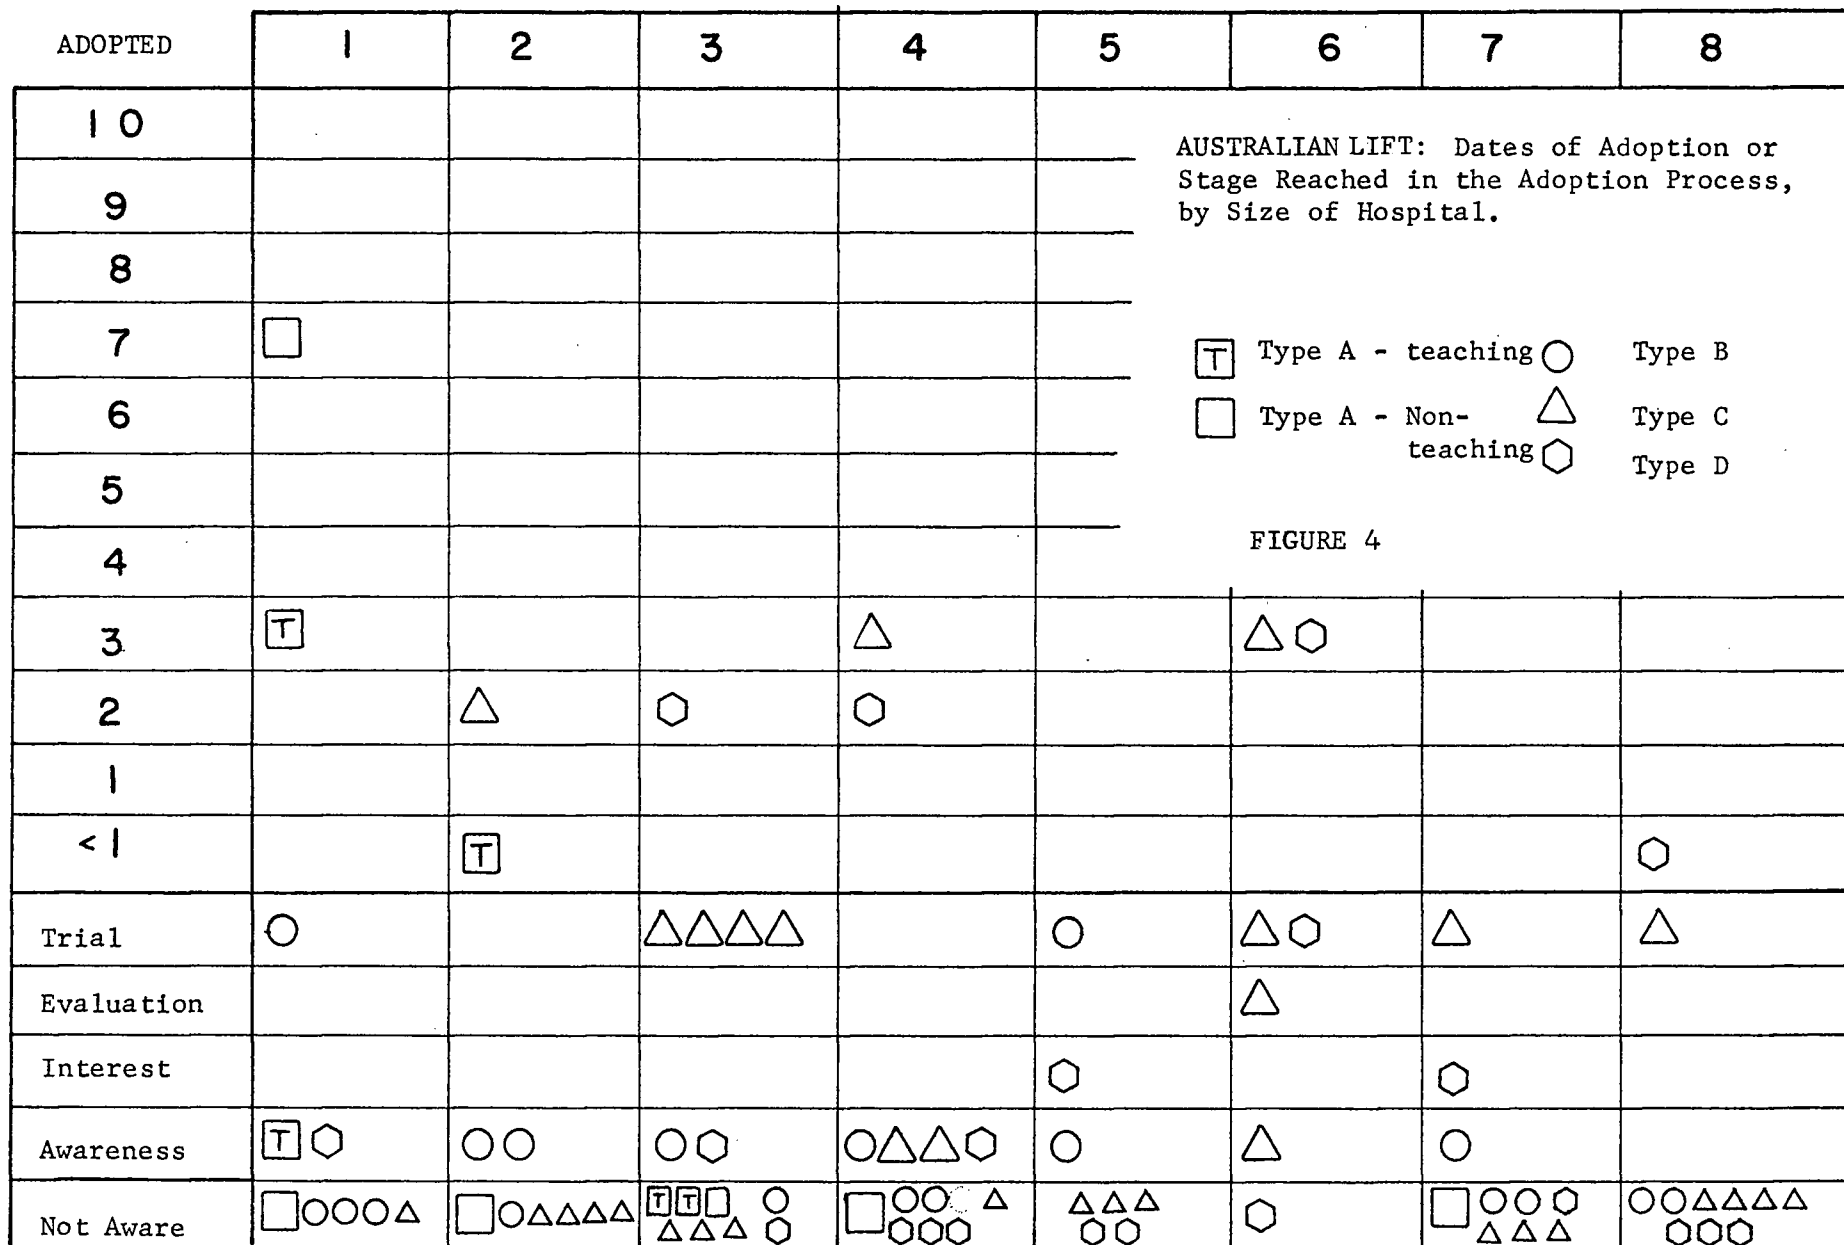 ADOPTED 1 2 3 4 5 6 7 8
10
AUSTRALIAN LIFT: Dates of Adoption or
Stage Reached in the Adoption Process,
by Size of Hospital.
9
8
7
T Type A - teaching Type B
6
Type A - Non- Type C
teaching Type D
5
FIGURE 4
4
3 T
2
1
<1 T
Trial
Evaluation
Interest
Awareness T
Not Aware T T